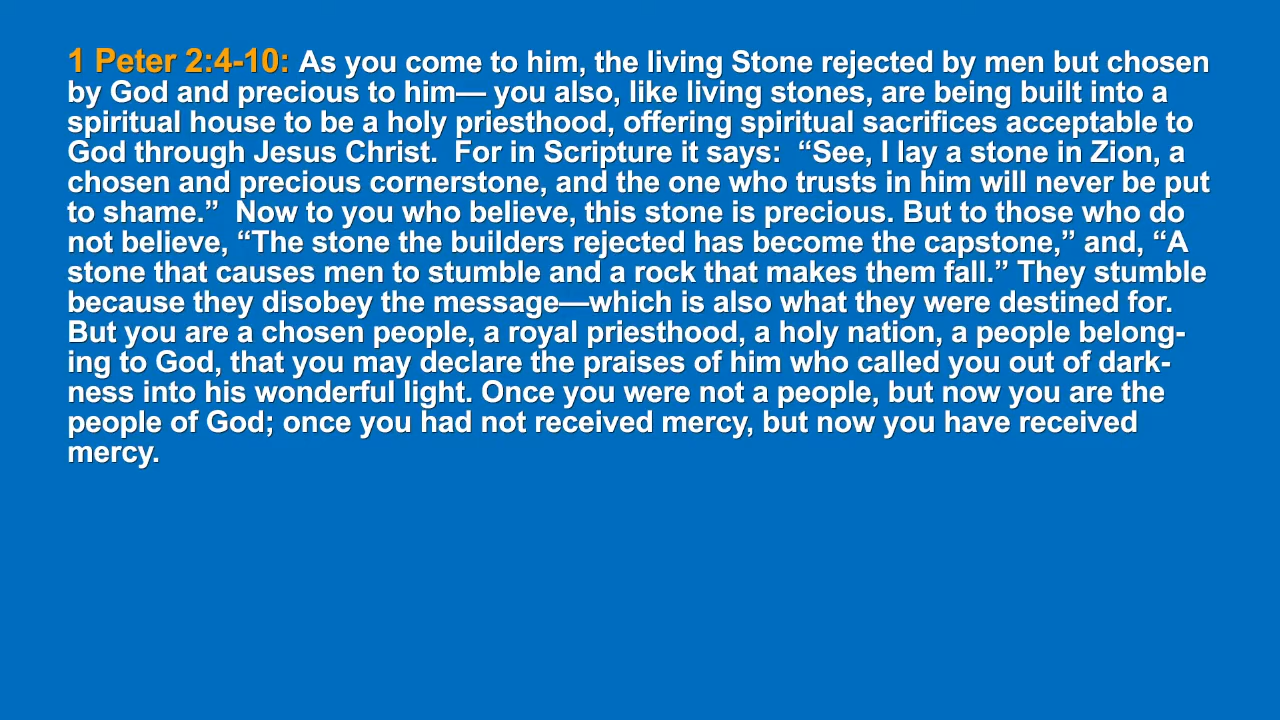 1 Peter 2:4-10: As you come to him, the living Stone rejected by men but chosen
by God and precious to him— you also, like living stones, are being built into a
spiritual house to be a holy priesthood, offering spiritual sacrifices acceptable to
God through Jesus Christ.  For in Scripture it says:  “See, I lay a stone in Zion, a
chosen and precious cornerstone, and the one who trusts in him will never be put
to shame.”  Now to you who believe, this stone is precious. But to those who do
not believe, “The stone the builders rejected has become the capstone,” and, “A
stone that causes men to stumble and a rock that makes them fall.” They stumble
because they disobey the message—which is also what they were destined for.
But you are a chosen people, a royal priesthood, a holy nation, a people belong-
ing to God, that you may declare the praises of him who called you out of dark-
ness into his wonderful light. Once you were not a people, but now you are the
people of God; once you had not received mercy, but now you have received
mercy.